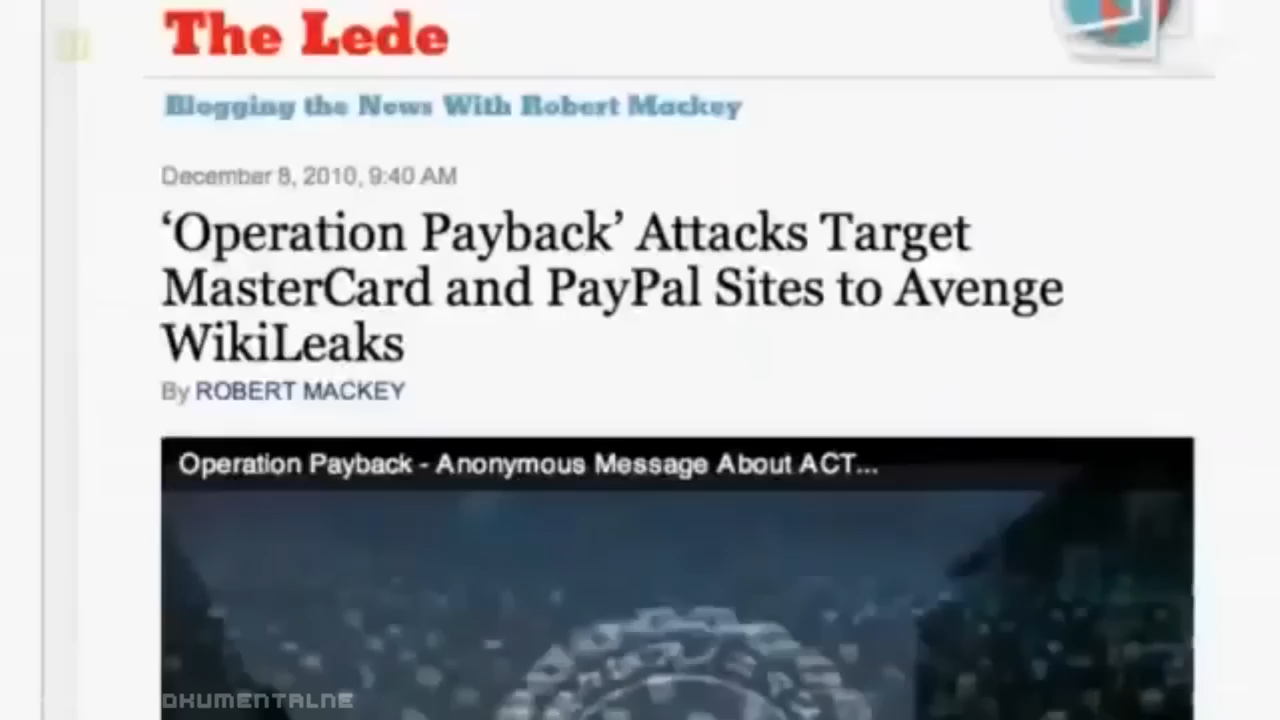 The Lede
Blogging the News With Robert Mackey
December 8, 2010, 9:40 AM
‘Operation Payback’ Attacks Target
MasterCard and PayPal Sites to Avenge
WikiLeaks
By ROBERT MACKEY
Operation Payback - Anonymous Message About ACT...
DKUMENTALNE